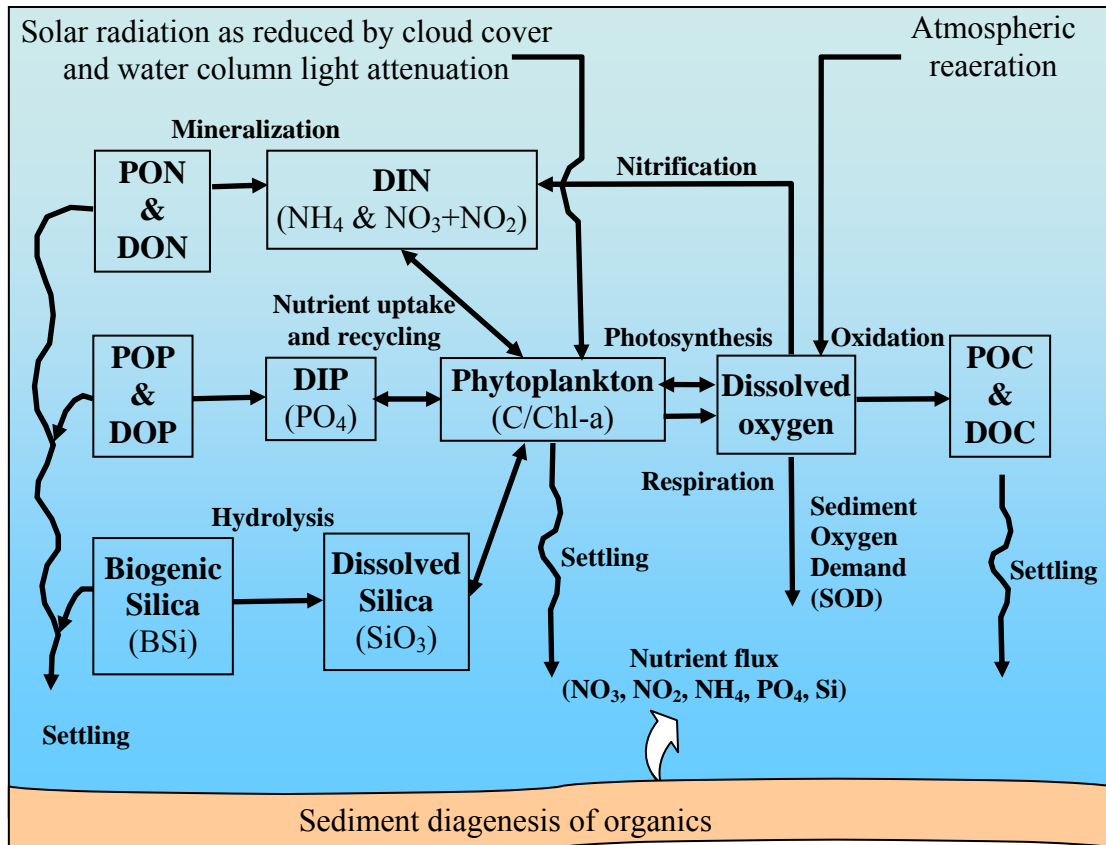 Solar radiation as reduced by cloud cover
and water column light attenuation
Atmospheric
reaeration
Mineralization
PON
&
DON
DIN
(NH₄ & NO₃+NO₂)
Nitrification
Nutrient uptake
and recycling
Photosynthesis
Oxidation
POP
&
DOP
DIP
(PO₄)
Phytoplankton
(C/Chl-a)
Dissolved
oxygen
POC
&
DOC
Respiration
Hydrolysis
Biogenic
Silica
(BSi)
Dissolved
Silica
(SiO₃)
Settling
Sediment
Oxygen
Demand
(SOD)
Settling
Nutrient flux
(NO₃, NO₂, NH₄, PO₄, Si)
Settling
Sediment diagenesis of organics